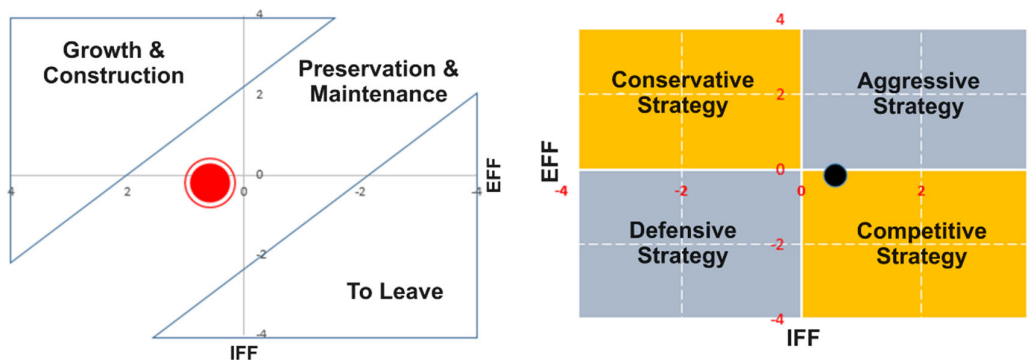 4
Growth &
Construction
Preservation &
Maintenance
2
4
2
0
0
-2
-4
EFF
-2
To Leave
-4
IFF
4
Conservative
Strategy
Aggressive
Strategy
2
EFF
0
-4
-2
0
2
Defensive
Strategy
Competitive
Strategy
-2
-4
IFF